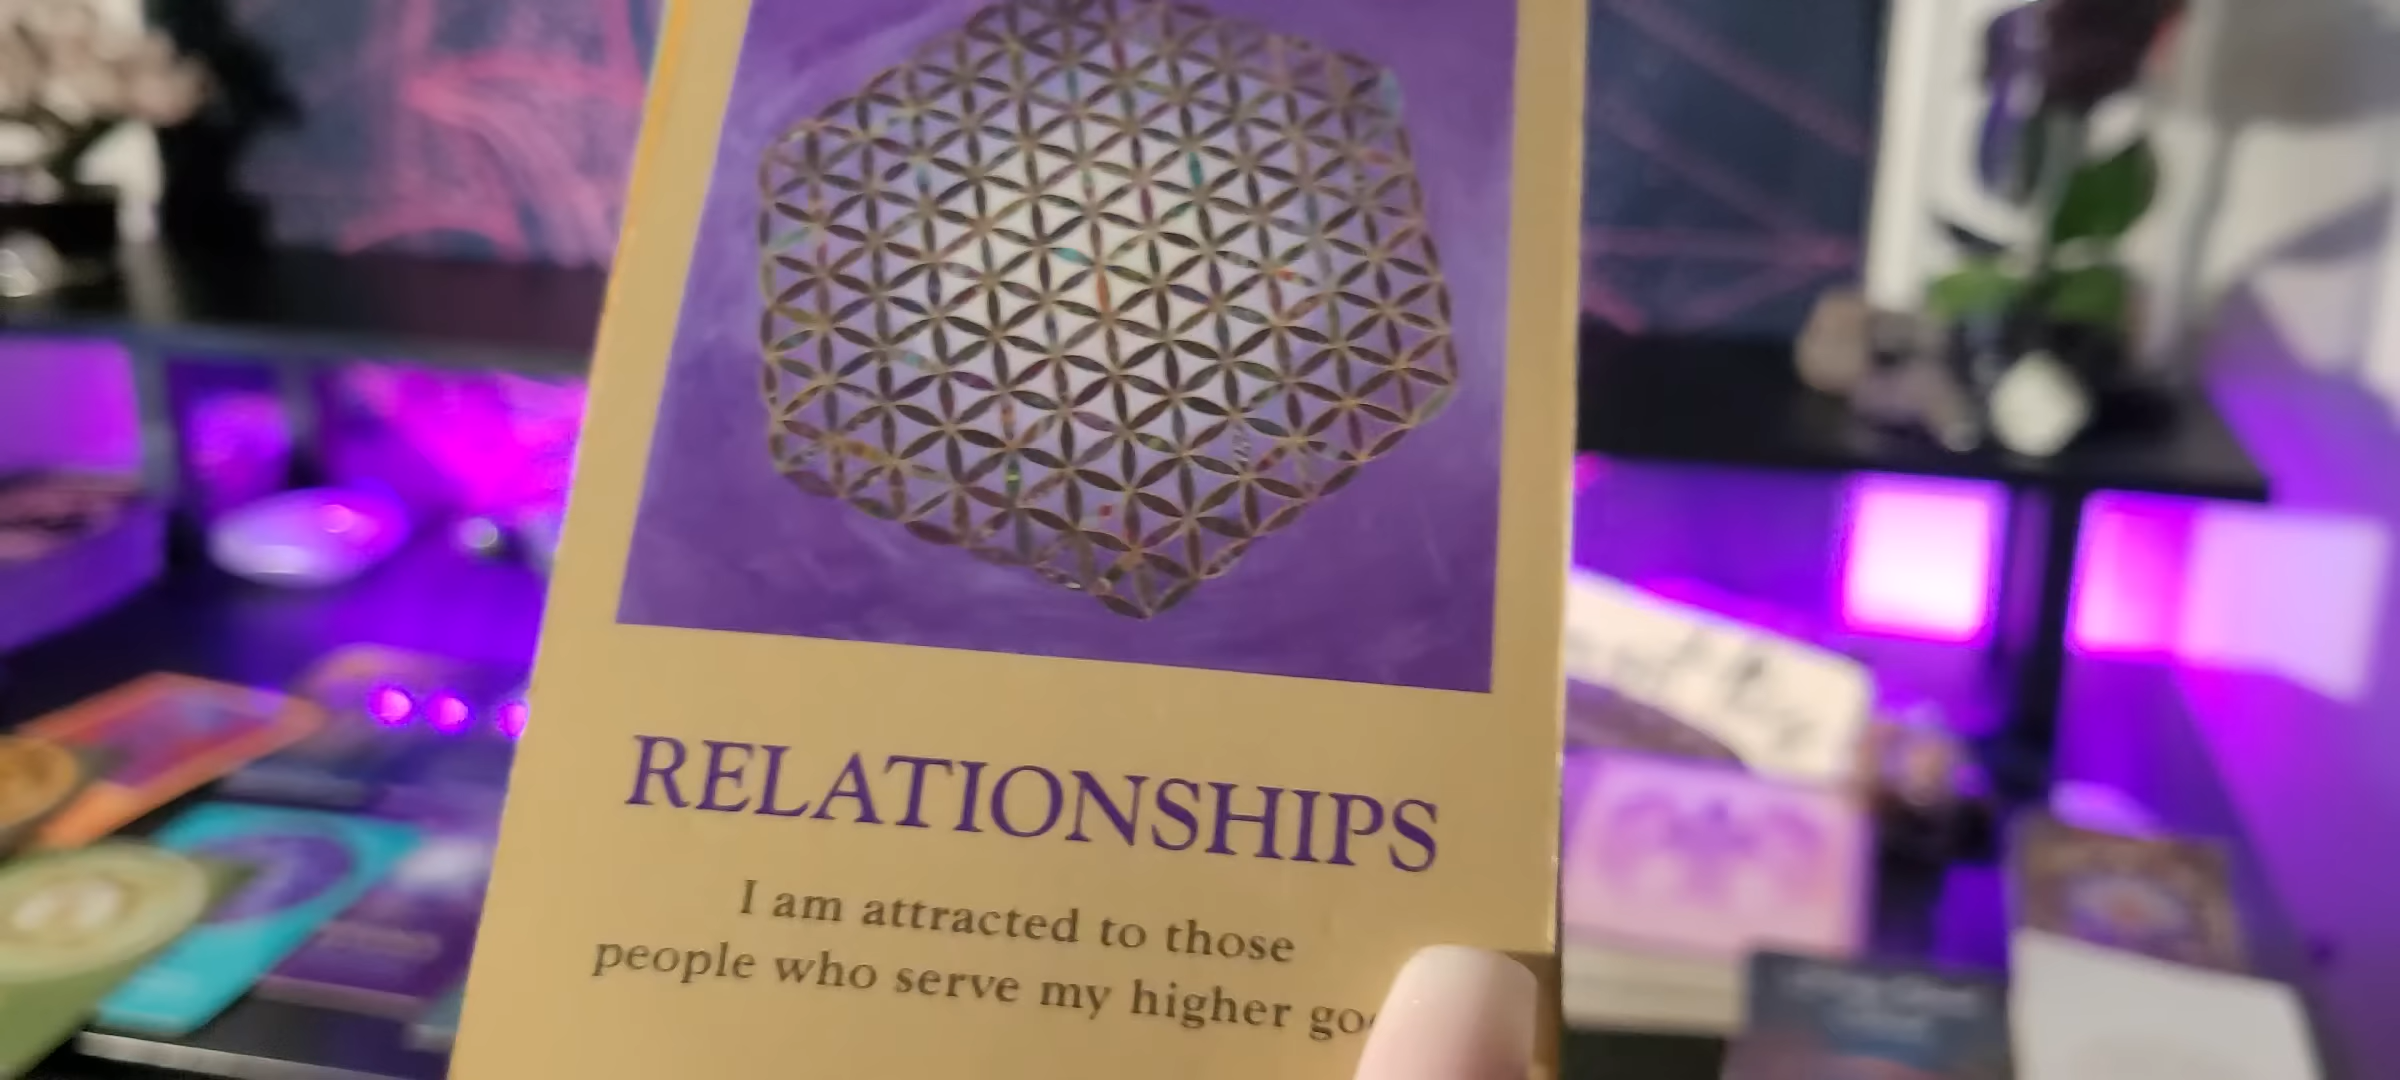 RELATIONSHIPS
I am attracted to those
people who serve my higher